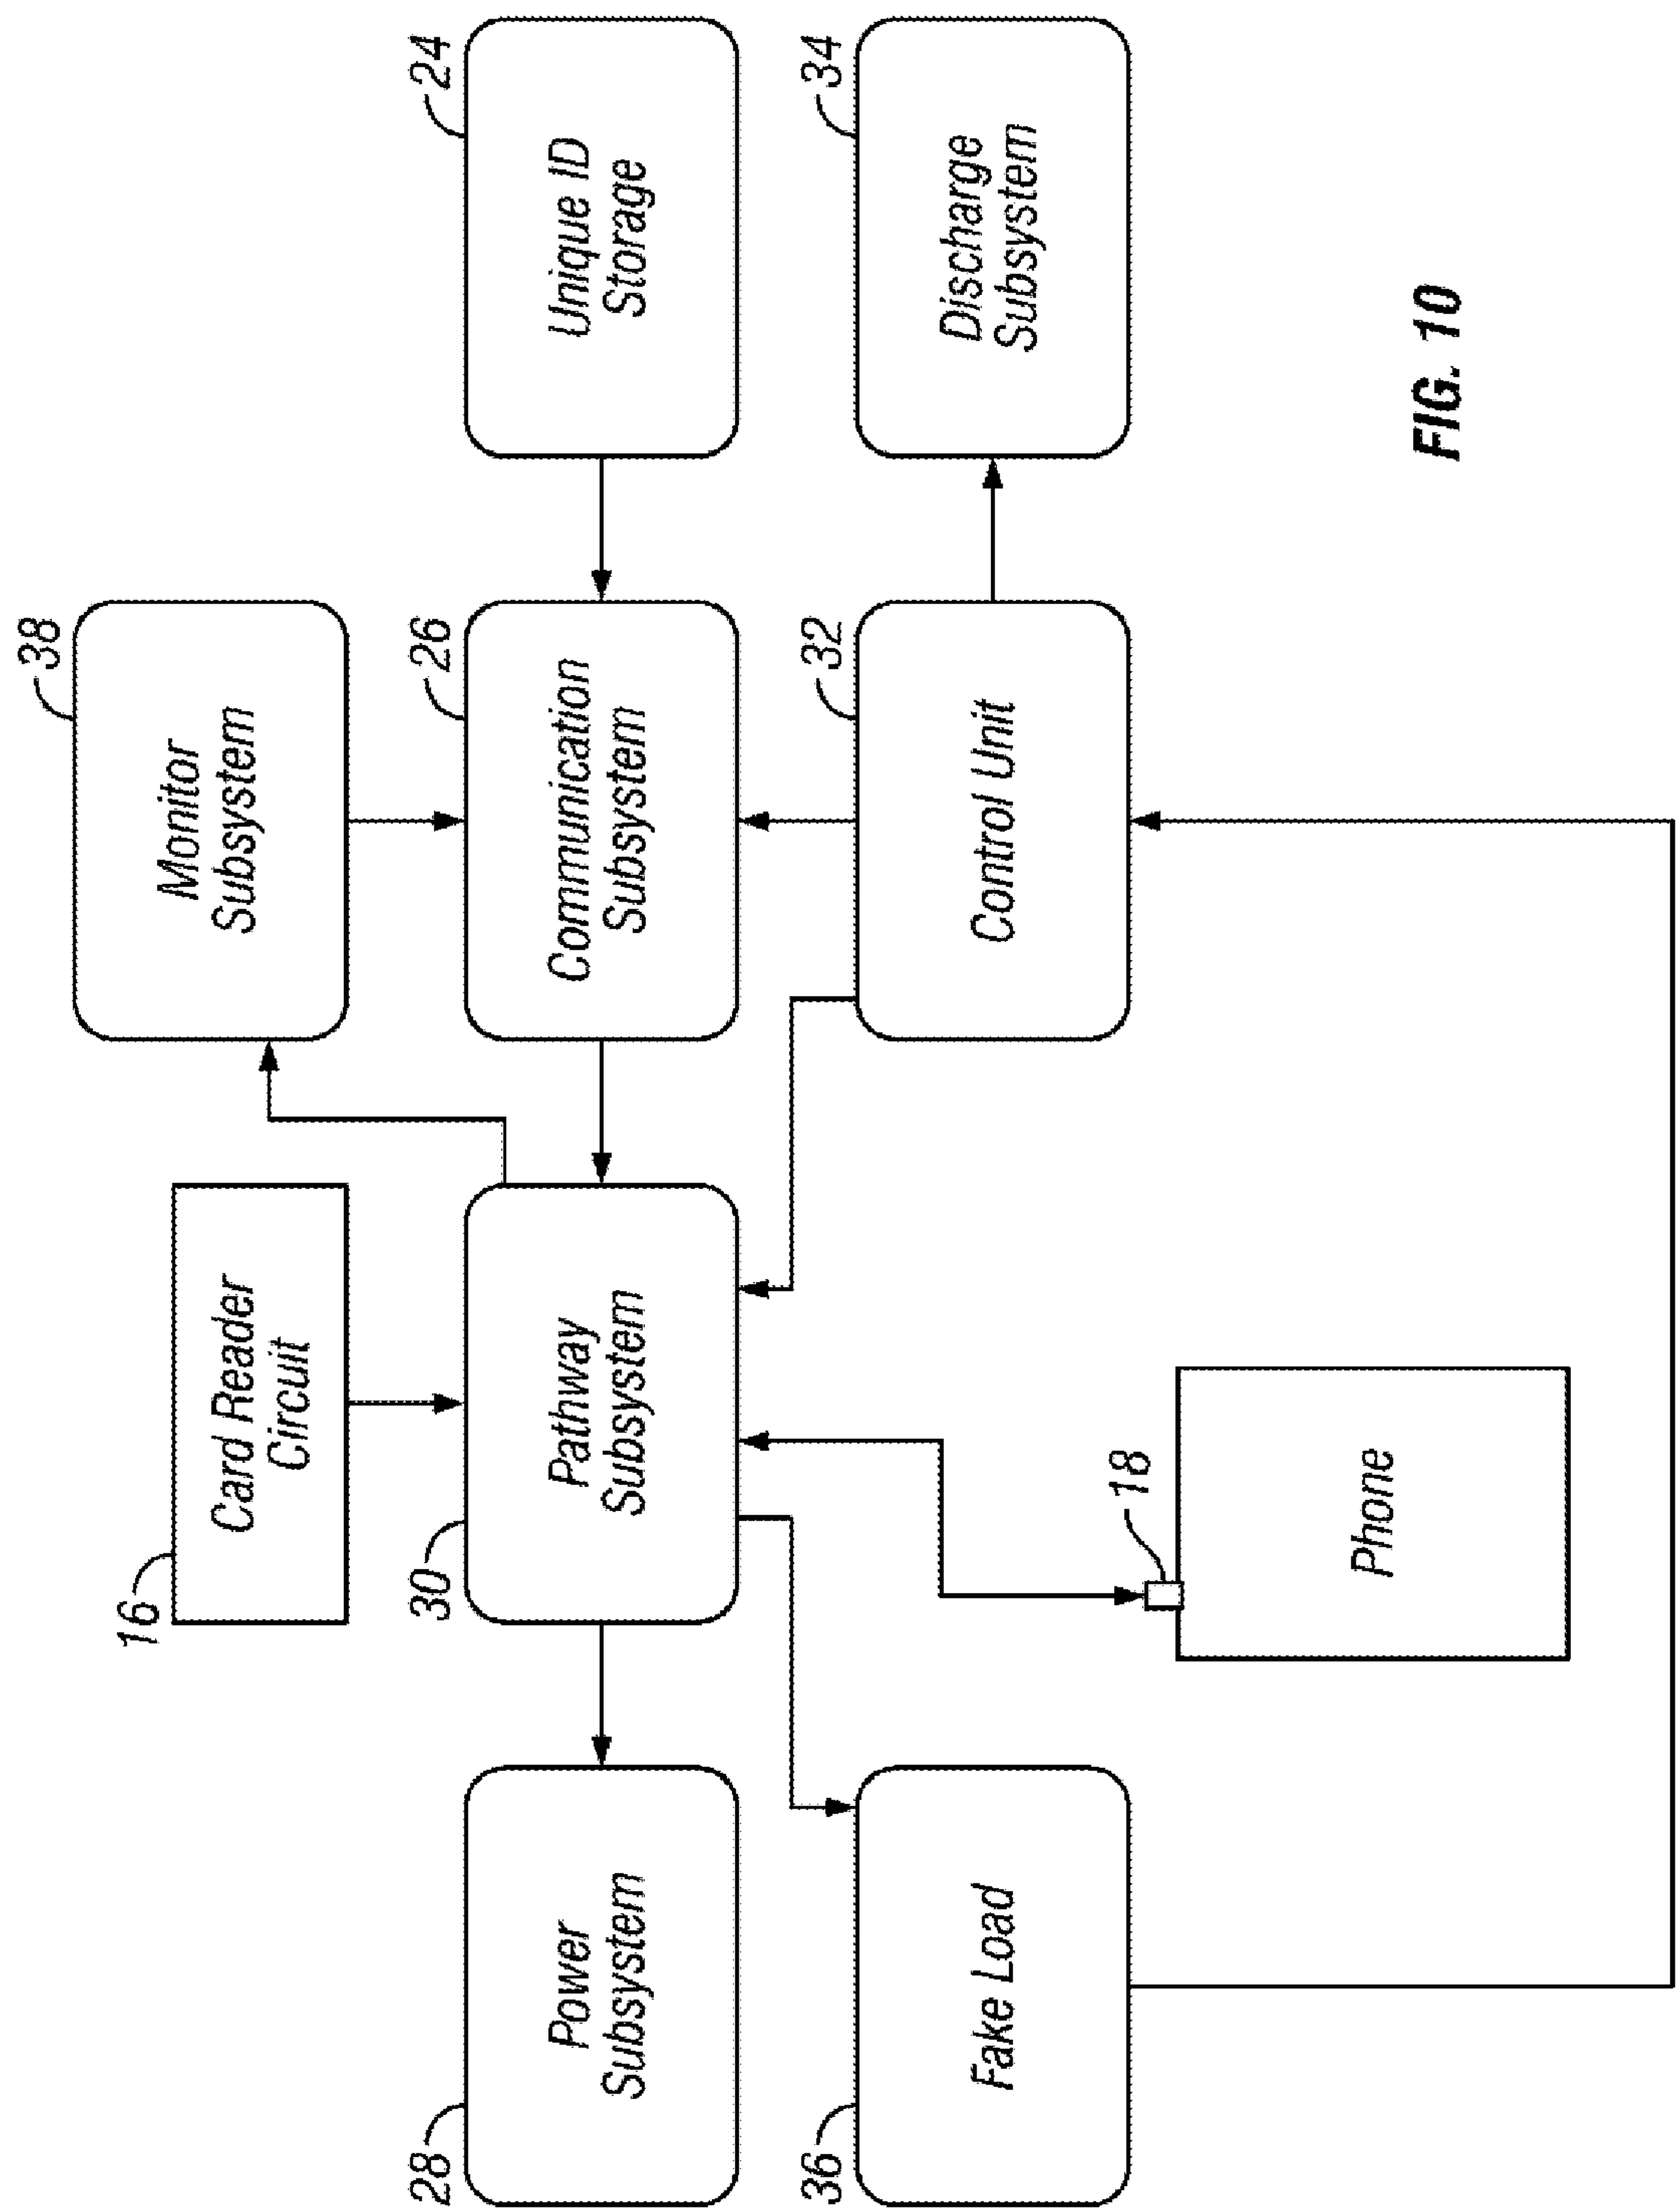 38
Monitor
Subsystem
16
Card Reader
Circuit
28
Power
Subsystem
30
Pathway
Subsystem
26
Communication
Subsystem
24
Unique ID
Storage
36
Fake Load
32
Control Unit
34
Discharge
Subsystem
18
Phone
FIG. 10